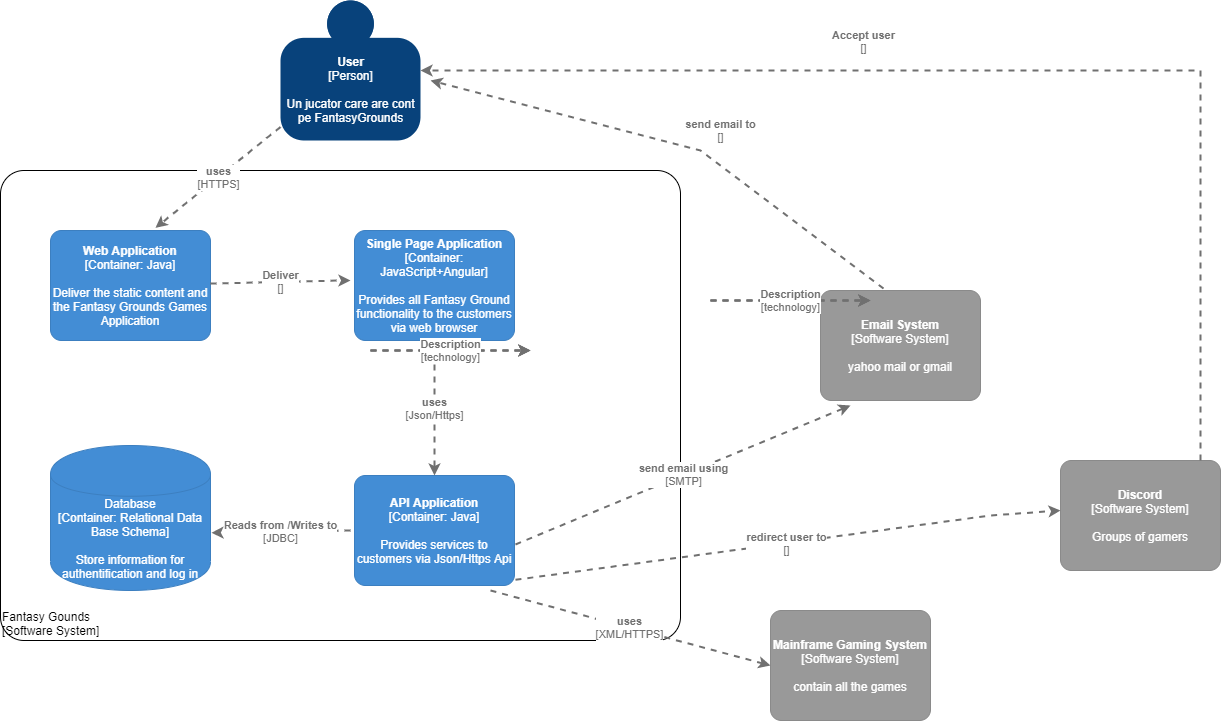 Accept user
[]
User
[Person]
Un jucator care are cont
pe FantasyGrounds
send email to
[]
uses
[HTTPS]
Web Application
[Container: Java]
Deliver the static content and
the Fantasy Grounds Games
Application
Deliver
[]
Single Page Application
[Container:
JavaScript+Angular]
Provides all Fantasy Ground
functionality to the customers
via web browser
Description
[technology]
Description
[technology]
Email System
[Software System]
yahoo mail or gmail
uses
[Json/Https]
Database
[Container: Relational Data
Base Schema]
Store information for
authentification and log in
Reads from /Writes to
[JDBC]
API Application
[Container: Java]
Provides services to
customers via Json/Https Api
send email using
[SMTP]
redirect user to
[]
Discord
[Software System]
Groups of gamers
Fantasy Gounds
[Software System]
uses
[XML/HTTPS]
Mainframe Gaming System
[Software System]
contain all the games